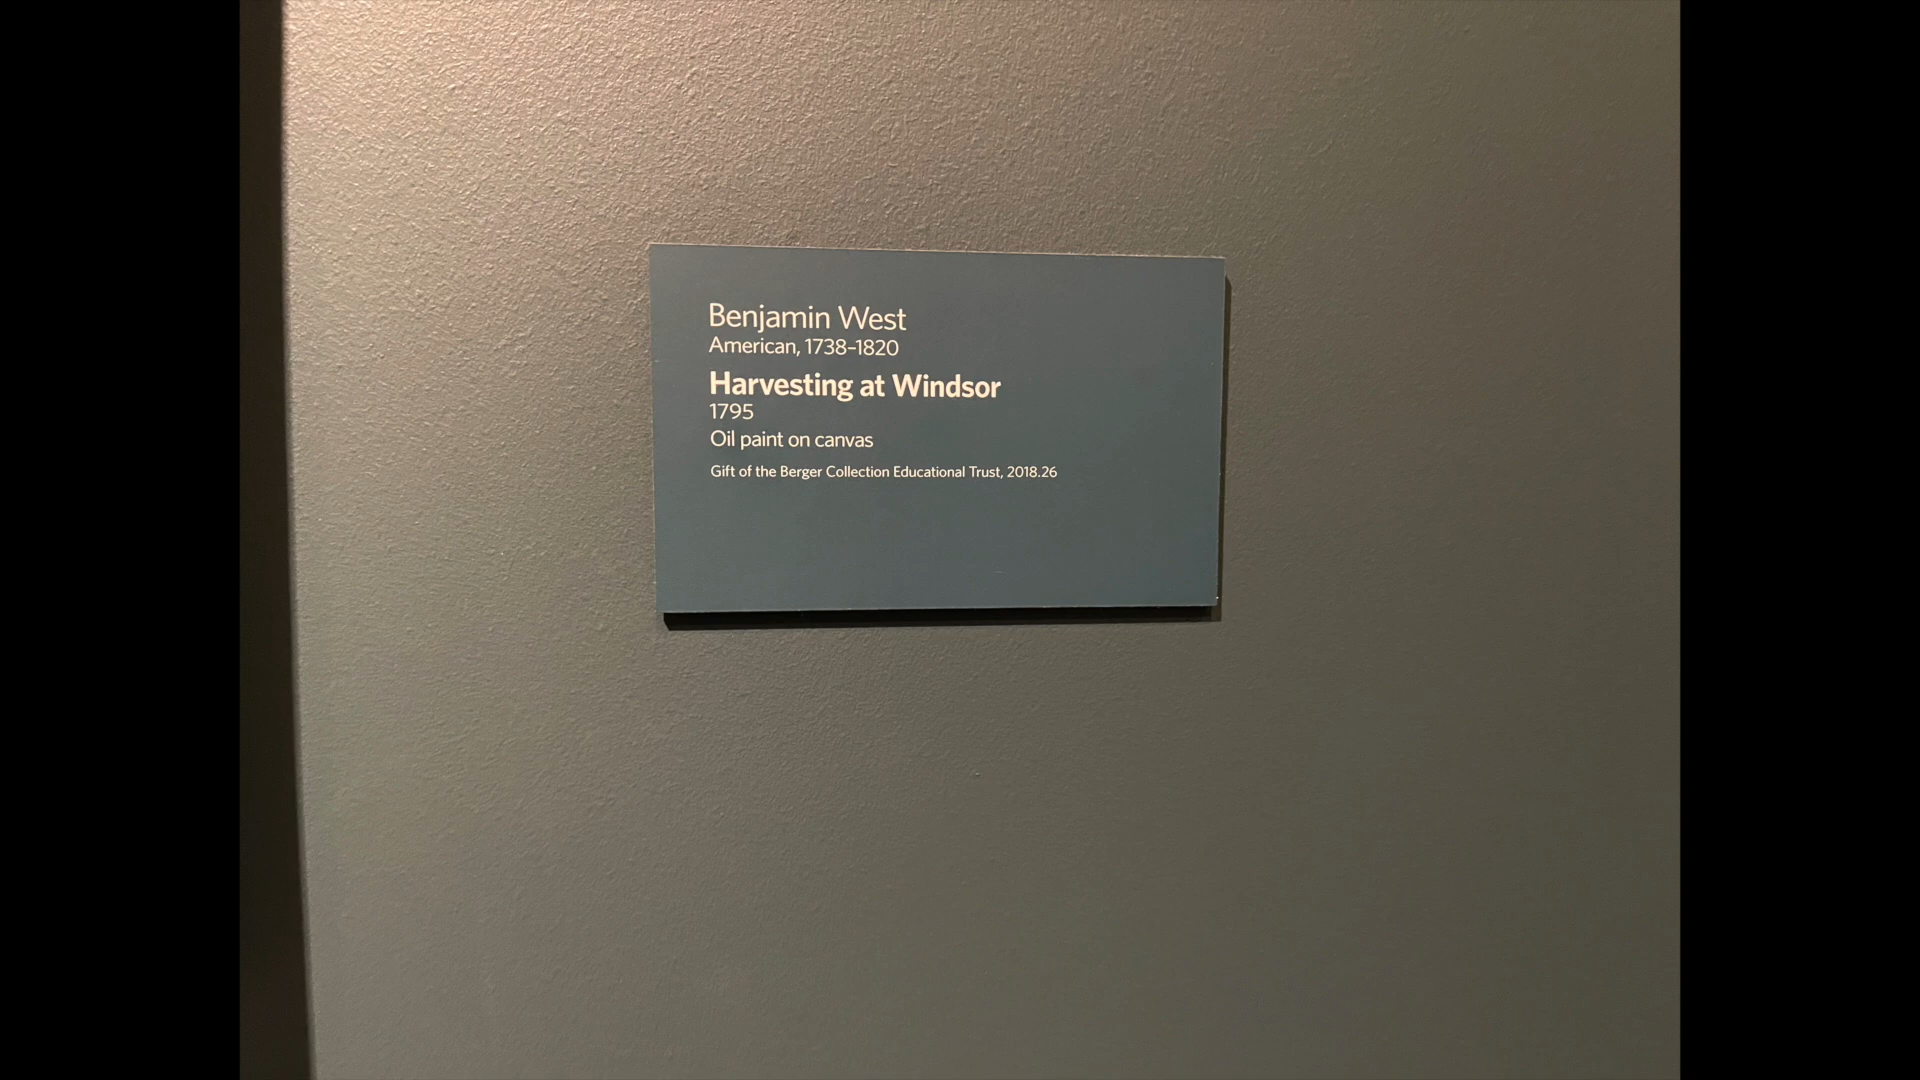 Benjamin West
American, 1738–1820
Harvesting at Windsor
1795
Oil paint on canvas
Gift of the Berger Collection Educational Trust, 2018.26